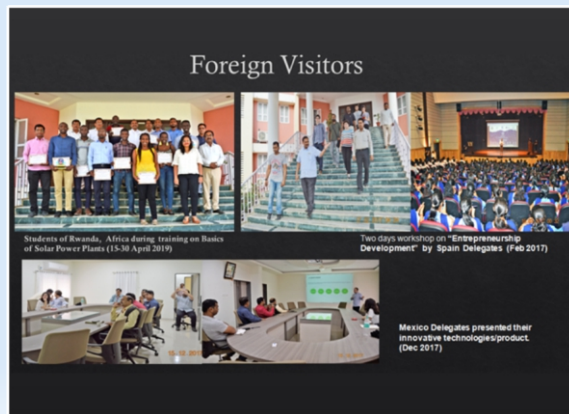 Foreign Visitors
Students of Rwanda, Africa during training on Basics
of Solar Power Plants (15-30 April 2019)
Two days workshop on "Entrepreneurship
Development" by Spain Delegates (Feb 2017)
Mexico Delegates presented their
innovative technologies/product.
(Dec 2017)